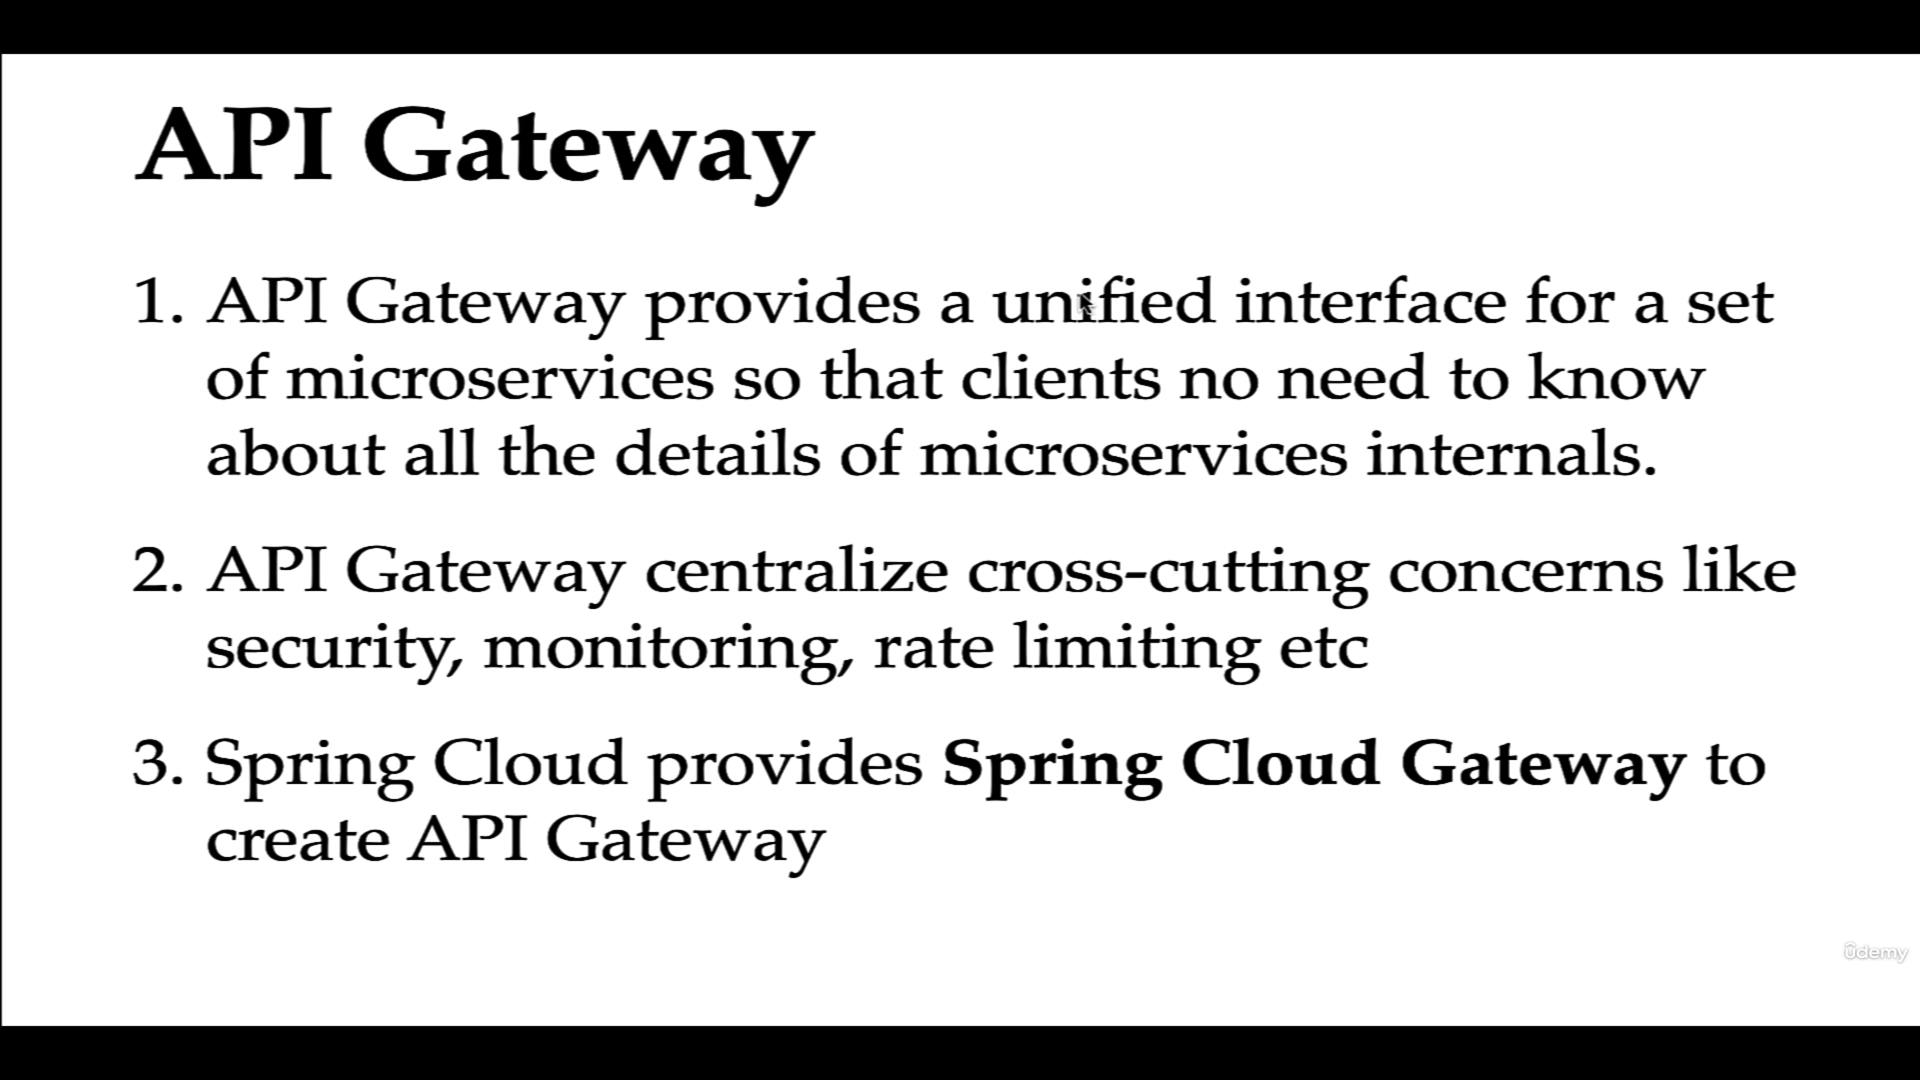 API Gateway
1. API Gateway provides a unified interface for a set
of microservices so that clients no need to know
about all the details of microservices internals.
2. API Gateway centralize cross-cutting concerns like
security, monitoring, rate limiting etc
3. Spring Cloud provides Spring Cloud Gateway to
create API Gateway
ûdemy